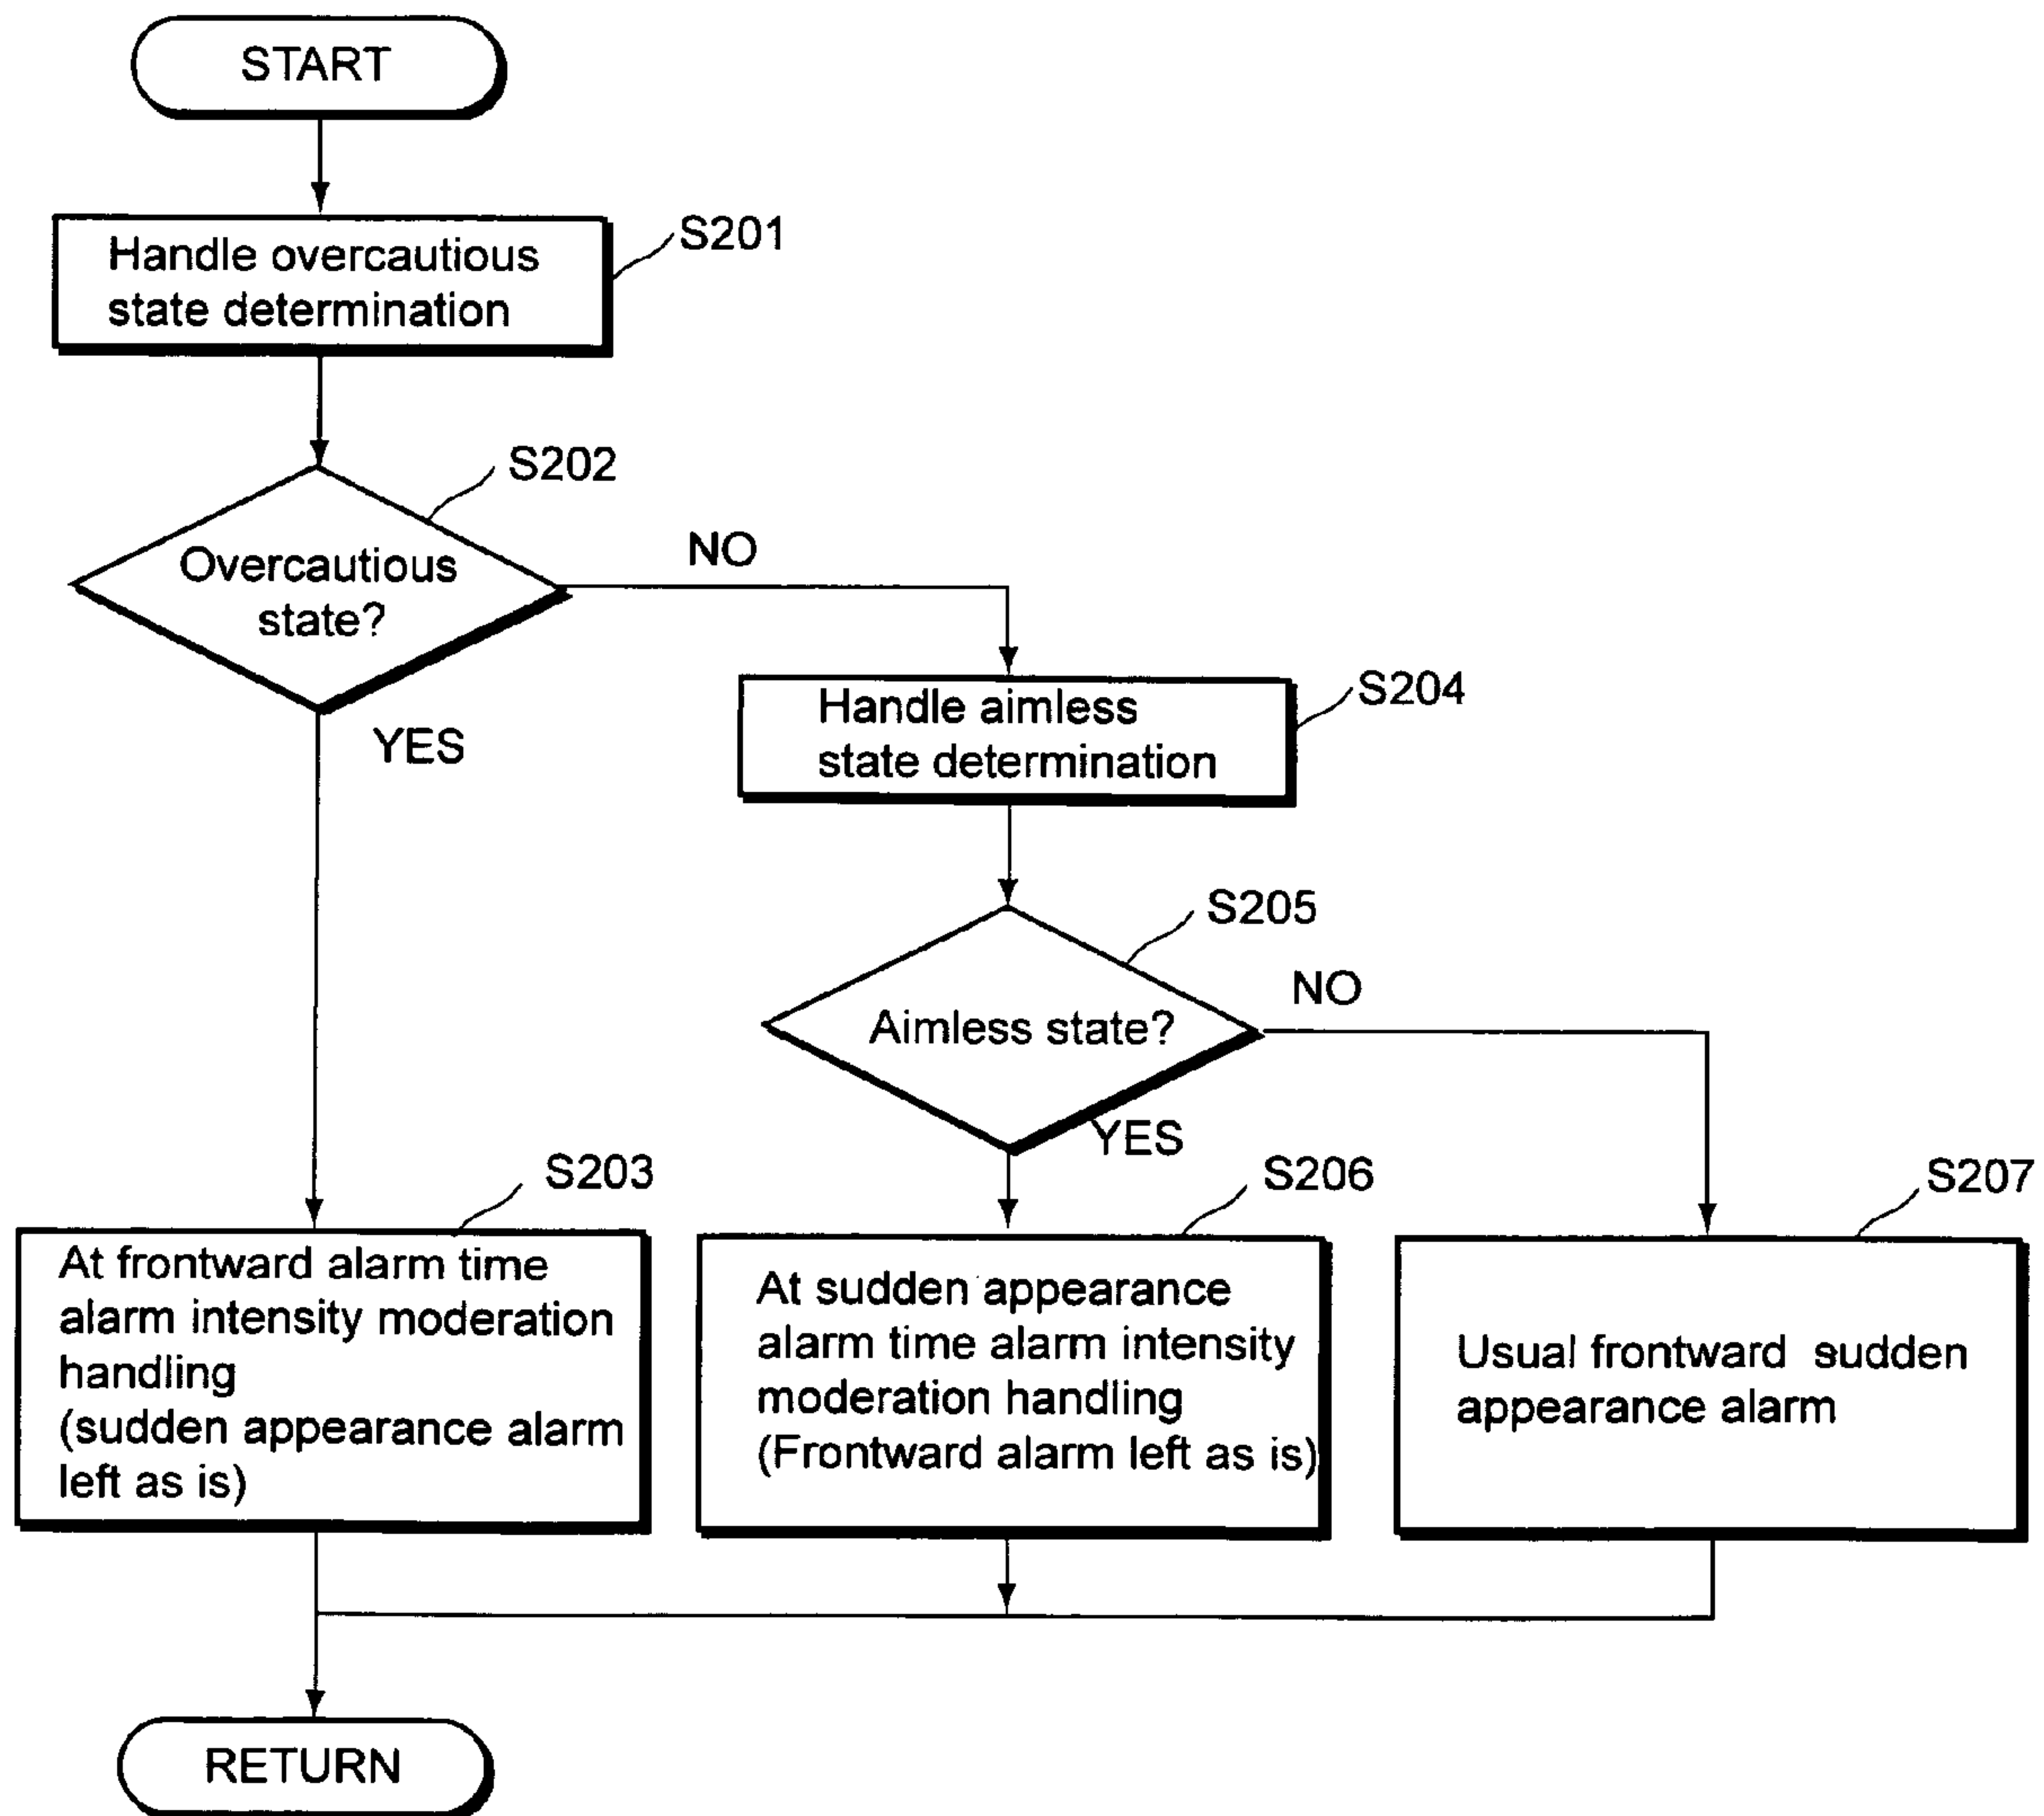 START
S201
Handle overcautious
state determination
S202
Overcautious
state?
NO
YES
S204
Handle aimless
state determination
S205
Aimless state?
NO
YES
S203
At frontward alarm time
alarm intensity moderation
handling
(sudden appearance alarm
left as is)
S206
At sudden appearance
alarm time alarm intensity
moderation handling
(Frontward alarm left as is)
S207
Usual frontward sudden
appearance alarm
RETURN